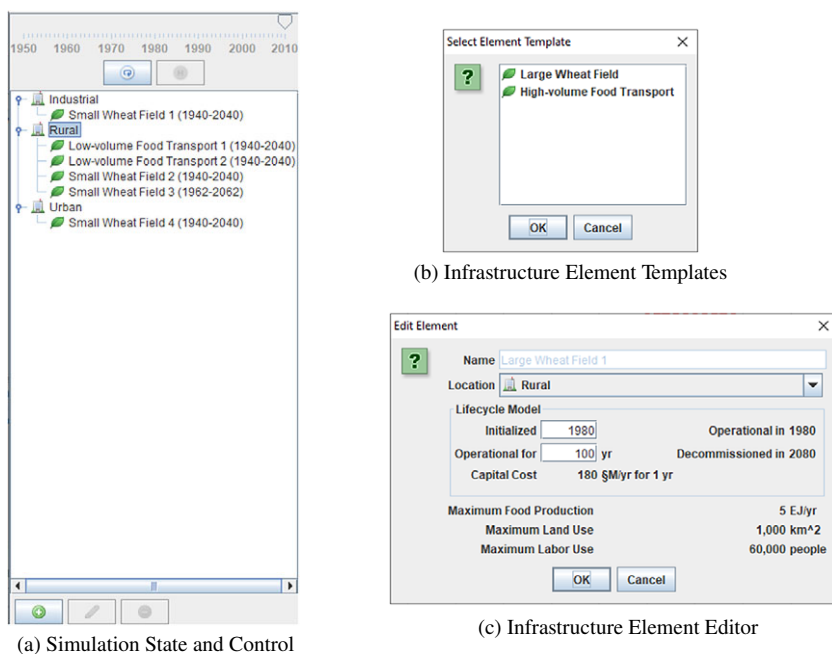 1950 1960 1970 1980 1990 2000 2010
Industrial
Small Wheat Field 1 (1940-2040)
Rural
Low-volume Food Transport 1 (1940-2040)
Low-volume Food Transport 2 (1940-2040)
Small Wheat Field 2 (1940-2040)
Small Wheat Field 3 (1962-2062)
Urban
Small Wheat Field 4 (1940-2040)
(a) Simulation State and Control
Select Element Template
?
Large Wheat Field
High-volume Food Transport
OK Cancel
(b) Infrastructure Element Templates
Edit Element
?
Name Large Wheat Field 1
Location Rural
Lifecycle Model
Initialized 1980 Operational in 1980
Operational for 100 yr Decommissioned in 2080
Capital Cost 180 §M/yr for 1 yr
Maximum Food Production 5 EJ/yr
Maximum Land Use 1,000 km^2
Maximum Labor Use 60,000 people
OK Cancel
(c) Infrastructure Element Editor